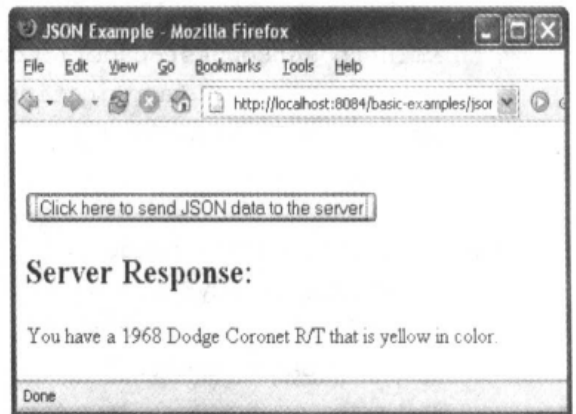 JSON Example - Mozilla Firefox
File Edit View Go Bookmarks Tools Help
http://localhost:8084/basic-examples/jsor
Click here to send JSON data to the server
Server Response:
You have a 1968 Dodge Coronet R/T that is yellow in color.
Done